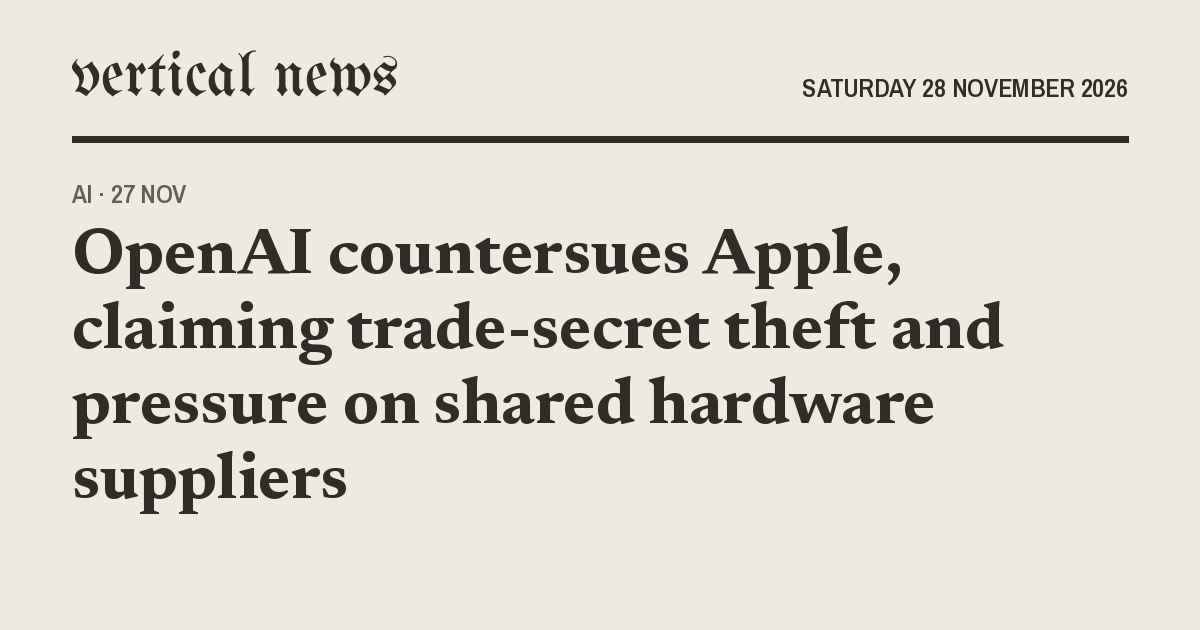 vertical news
SATURDAY 28 NOVEMBER 2026
AI · 27 NOV
OpenAI countersues Apple,
claiming trade-secret theft and
pressure on shared hardware
suppliers